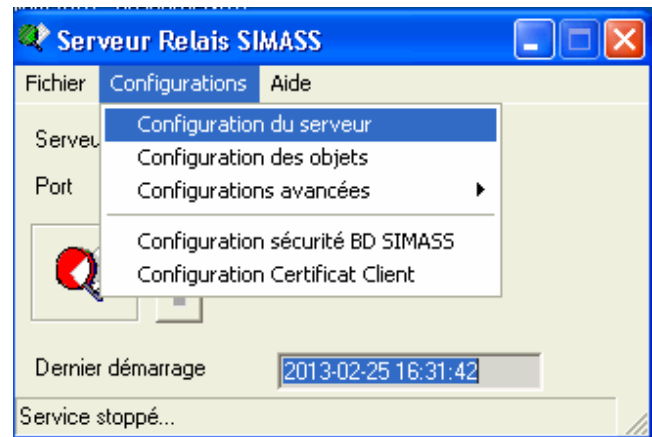 Serveur Relais SIMASS
Fichier Configurations Aide
Configuration du serveur
Configuration des objets
Configurations avancées
Configuration sécurité BD SIMASS
Configuration Certificat Client
Serveu
Port
Dernier démarrage 2013-02-25 16:31:42
Service stoppé...